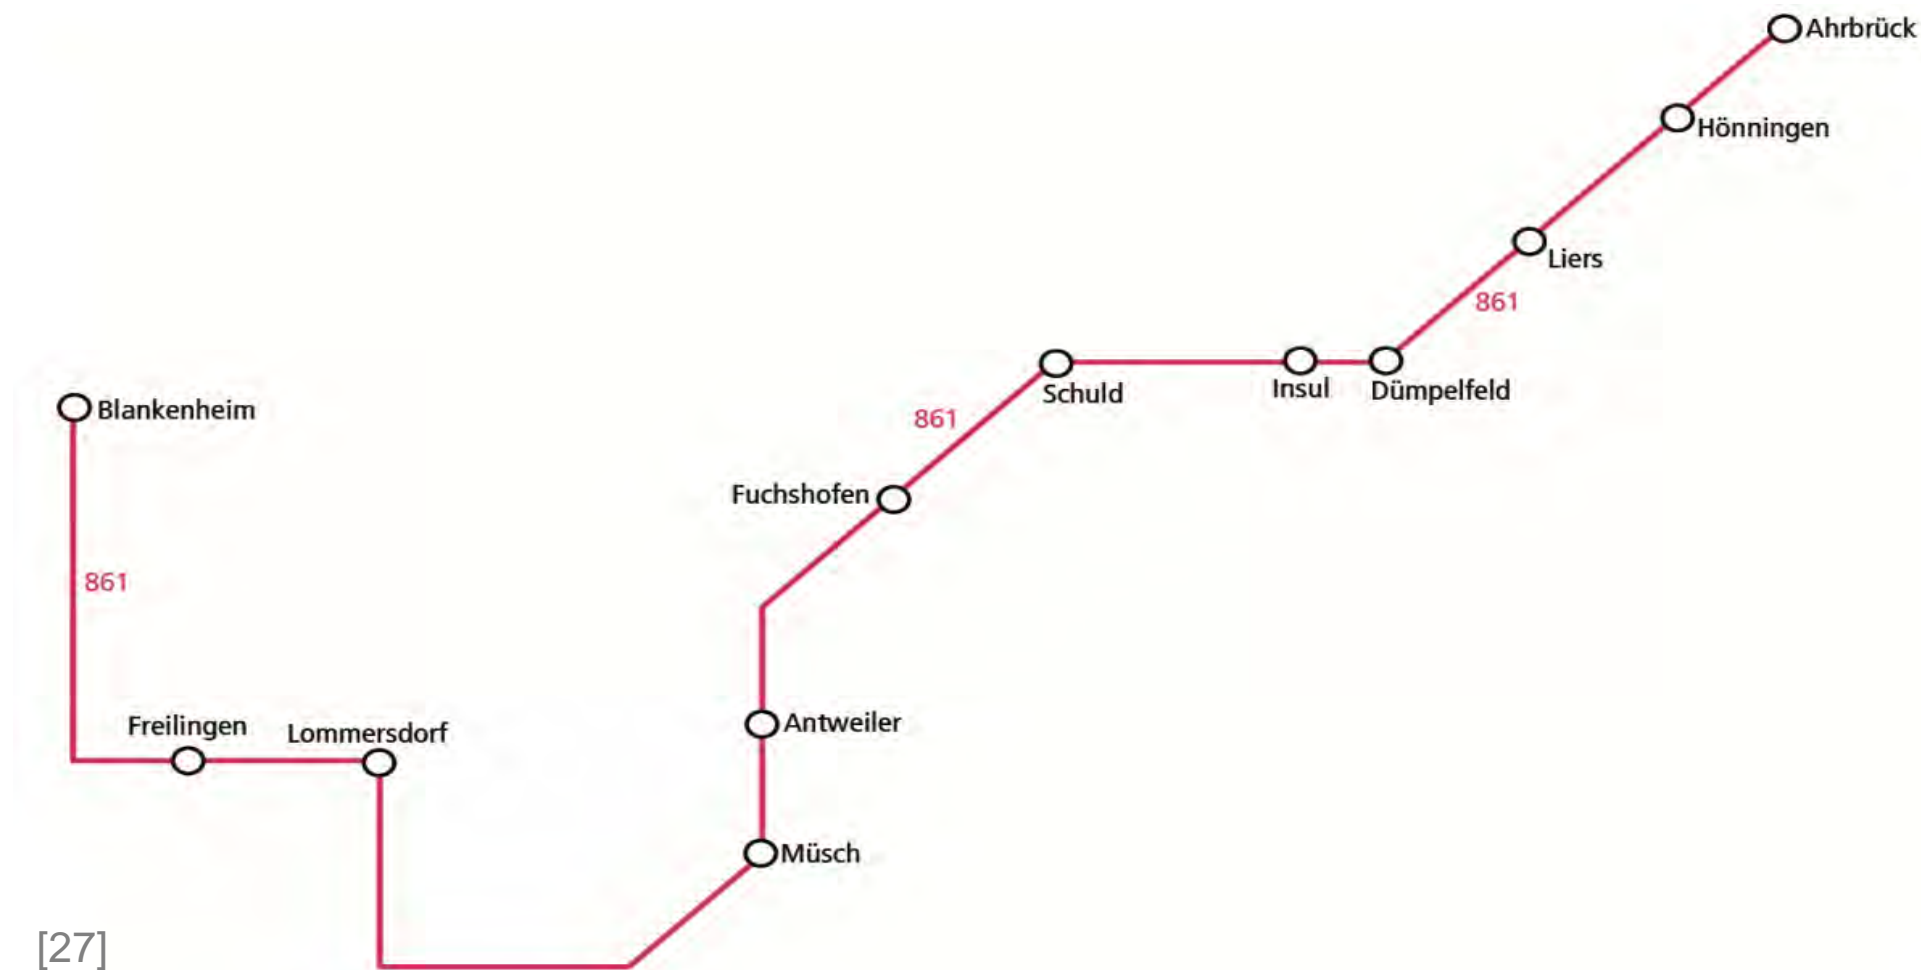 Ahrbrück
Hönningen
Liers
861
Schuld
Insul
Dümpelfeld
861
Blankenheim
Fuchshofen
861
Freilingen
Lommersdorf
Antweiler
Müsch
[27]